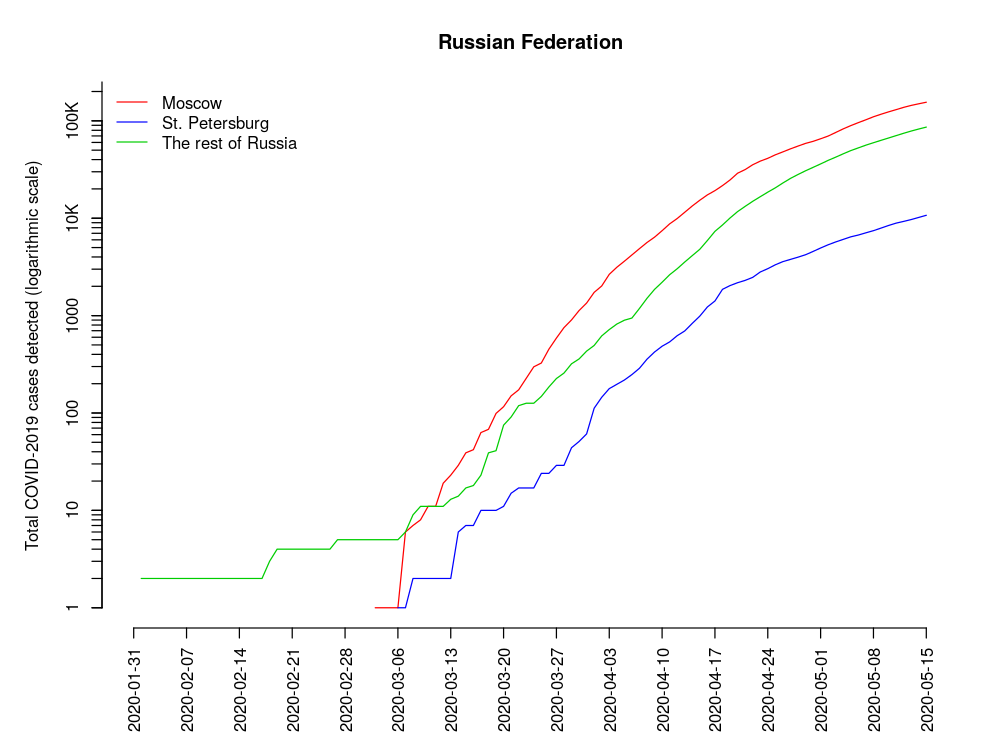 Russian Federation
Moscow
St. Petersburg
The rest of Russia
Total COVID-2019 cases detected (logarithmic scale)
100K
10K
1000
100
10
1
2020-01-31
2020-02-07
2020-02-14
2020-02-21
2020-02-28
2020-03-06
2020-03-13
2020-03-20
2020-03-27
2020-04-03
2020-04-10
2020-04-17
2020-04-24
2020-05-01
2020-05-08
2020-05-15